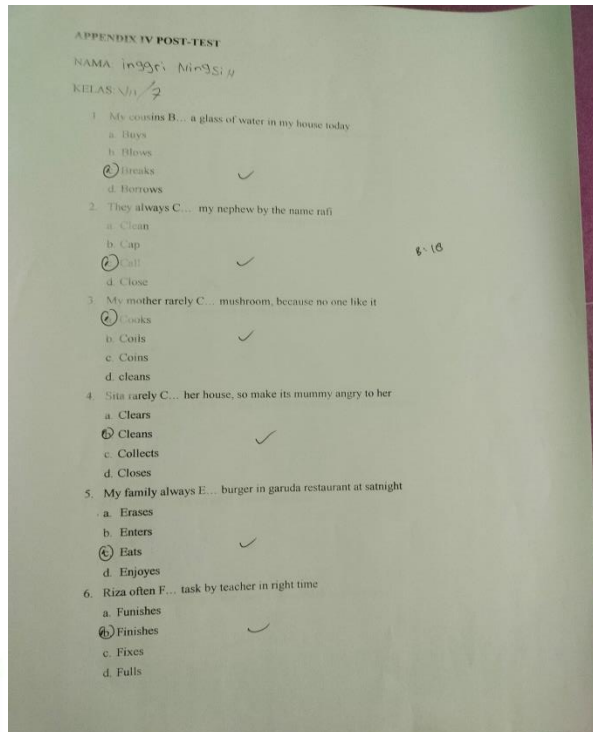 APPENDIX IV POST-TEST
NAMA: inggri Ningsih
KELAS: VII/7
1 My cousins B... a glass of water in my house today
a. Buys
b. Blows
c. Breaks
d. Borrows
2. They always C... my nephew by the name rafi
a. Clean
b. Cap
c. Call
d. Close
B=18
3. My mother rarely C... mushroom, because no one like it
a. Cooks
b. Coils
c. Coins
d. cleans
4. Sita rarely C... her house, so make its mummy angry to her
a. Clears
b. Cleans
c. Collects
d. Closes
5. My family always E... burger in garuda restaurant at satnight
a. Erases
b. Enters
c. Eats
d. Enjoyes
6. Riza often F... task by teacher in right time
a. Funishes
b. Finishes
c. Fixes
d. Fulls